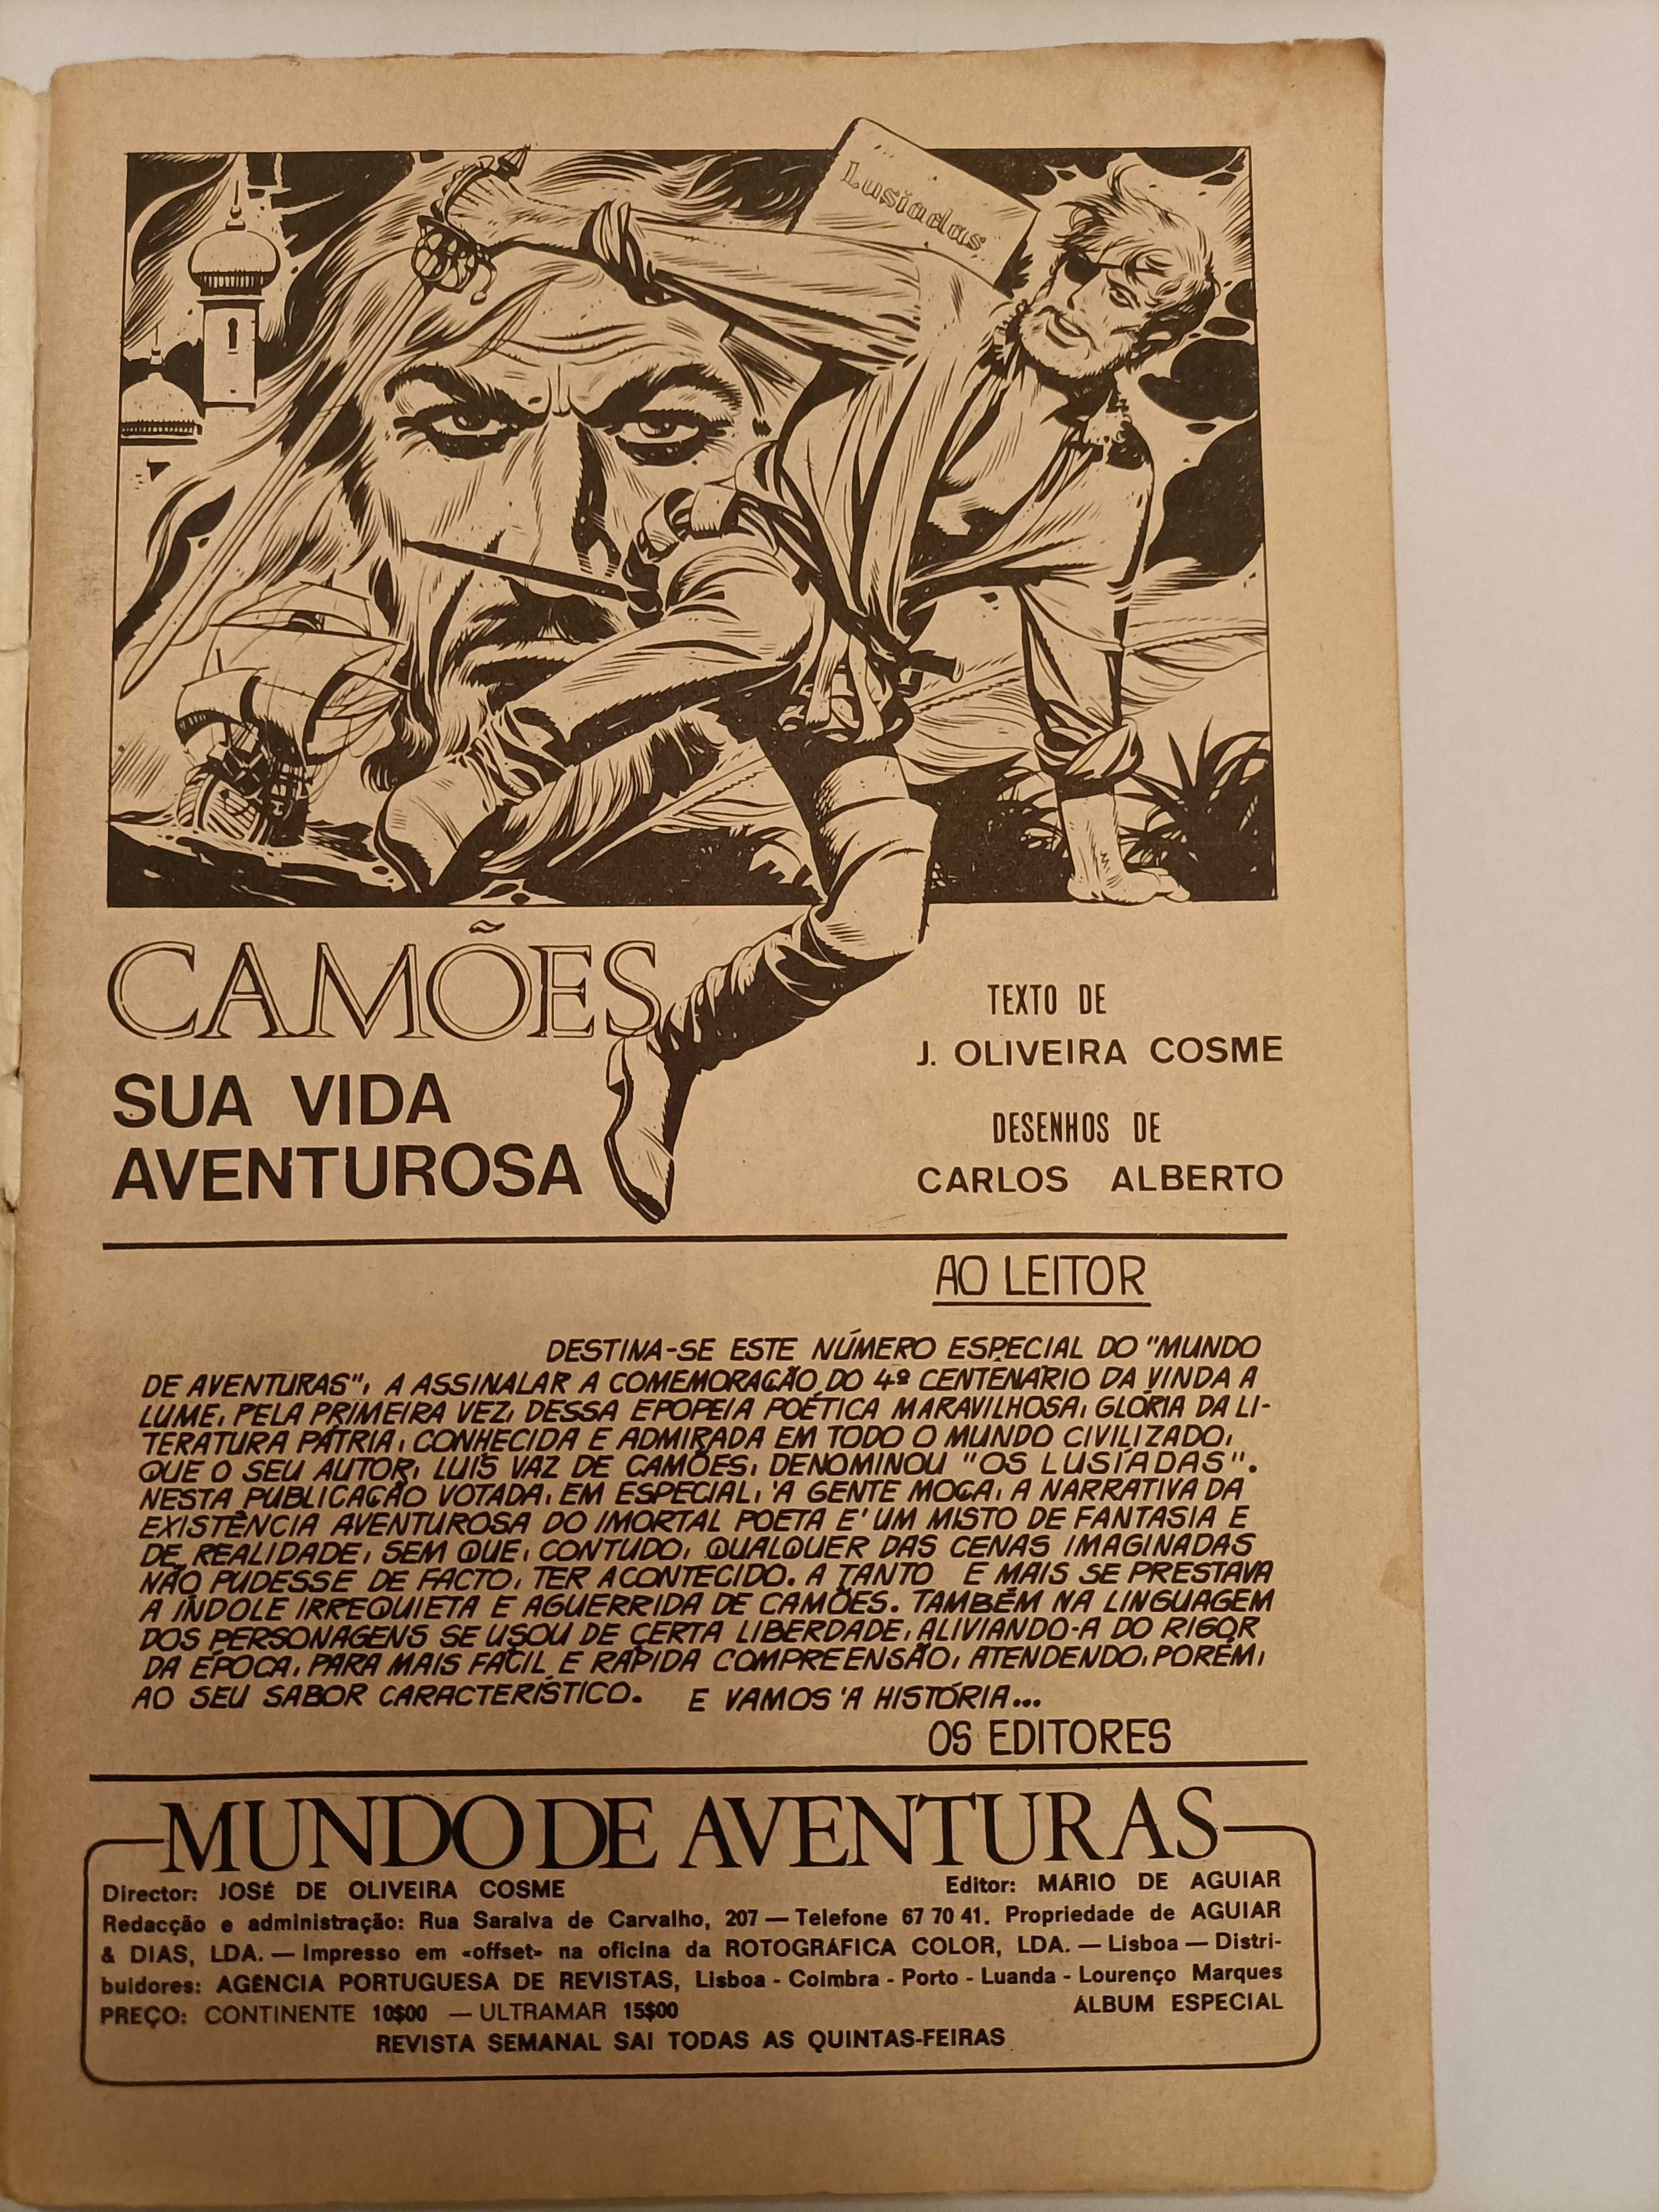 Lusiadas
CAMÕES
SUA VIDA
AVENTUROSA
TEXTO DE
J. OLIVEIRA COSME
DESENHOS DE
CARLOS ALBERTO
AO LEITOR
DESTINA-SE ESTE NÚMERO ESPECIAL DO "MUNDO
DE AVENTURAS", A ASSINALAR A COMEMORAÇÃO DO 4º CENTENÁRIO DA VINDA A
LUME, PELA PRIMEIRA VEZ, DESSA EPOPEIA POÉTICA MARAVILHOSA, GLÓRIA DA LI-
TERATURA PÁTRIA, CONHECIDA E ADMIRADA EM TODO O MUNDO CIVILIZADO,
QUE O SEU AUTOR, LUÍS VAZ DE CAMÕES, DENOMINOU "OS LUSÍADAS".
NESTA PUBLICAÇÃO VOTADA, EM ESPECIAL, 'A GENTE MOÇA, A NARRATIVA DA
EXISTÊNCIA AVENTUROSA DO IMORTAL POETA E' UM MISTO DE FANTASIA E
DE REALIDADE, SEM QUE, CONTUDO, QUALQUER DAS CENAS IMAGINADAS
NÃO PUDESSE DE FACTO, TER ACONTECIDO. A TANTO E MAIS SE PRESTAVA
A ÍNDOLE IRREQUIETA E AGUERRIDA DE CAMÕES. TAMBÉM NA LINGUAGEM
DOS PERSONAGENS SE USOU DE CERTA LIBERDADE, ALIVIANDO-A DO RIGOR
DA ÉPOCA, PARA MAIS FÁCIL E RÁPIDA COMPREENSÃO, ATENDENDO, PORÉM,
AO SEU SABOR CARACTERÍSTICO. E VAMOS 'A HISTÓRIA...
OS EDITORES
MUNDO DE AVENTURAS
Director: JOSÉ DE OLIVEIRA COSME Editor: MÁRIO DE AGUIAR
Redacção e administração: Rua Saraiva de Carvalho, 207 — Telefone 67 70 41. Propriedade de AGUIAR
& DIAS, LDA. — Impresso em «offset» na oficina da ROTOGRÁFICA COLOR, LDA. — Lisboa — Distri-
buidores: AGÊNCIA PORTUGUESA DE REVISTAS, Lisboa - Coimbra - Porto - Luanda - Lourenço Marques
PREÇO: CONTINENTE 10$00 — ULTRAMAR 15$00 ÁLBUM ESPECIAL
REVISTA SEMANAL SAI TODAS AS QUINTAS-FEIRAS